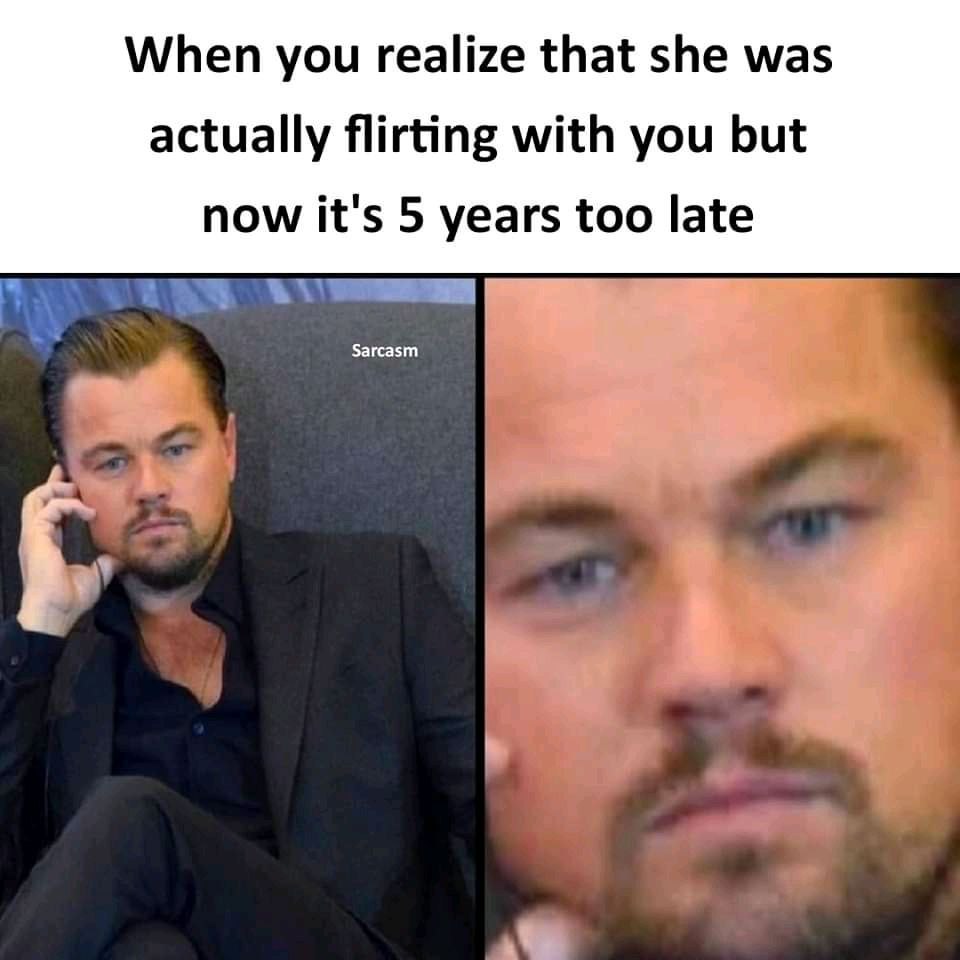 When you realize that she was
actually flirting with you but
now it's 5 years too late
Sarcasm